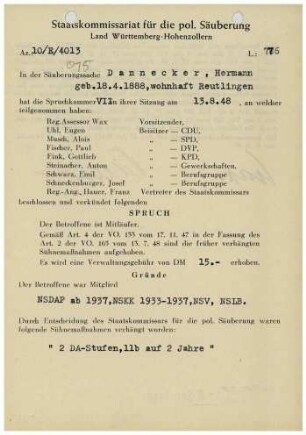 Staatskommissariat für die pol. Säuberung
Land Württemberg-Hohenzollern
Az. 10/R/4013 L: 775
015
In der Säuberungssache D a n n e c k e r , Hermann
geb.18.4.1888,wohnhaft Reutlingen
hat die Spruchkammer VII in ihrer Sitzung am 13.8.48 , an welcher
teilgenommen haben:
Reg.Assessor Wax Vorsitzender,
Uhl, Eugen Beisitzer — CDU,
Munch, Alois „ — SPD,
Fischer, Paul „ — DVP,
Fink, Gottlieb „ — KPD,
Steinacher, Anton „ — Gewerkschaften,
Schwarz, Emil „ — Berufsgruppe
Schneckenburger, Josef „ — Berufsgruppe
Reg.-Ang. Hauer, Franz Vertreter des Staatskommissars
beschlossen und verkündet folgenden
SPRUCH
Der Betroffene ist Mitläufer.
Gemäß Art. 4 der VO. 133 vom 17. 11. 47 in der Fassung des
Art. 2 der VO. 165 vom 13. 7. 48 sind die früher verhängten
Sühnemaßnahmen aufgehoben.
Es wird eine Verwaltungsgebühr von DM 15.- erhoben.
Gründe
Der Betroffene war Mitglied
NSDAP ab 1937,NSKK 1933-1937,NSV, NSLB.
Durch Entscheidung des Staatskommissars für die pol. Säuberung waren
folgende Sühnemaßnahmen verhängt worden:
" 2 DA-Stufen,11b auf 2 Jahre "